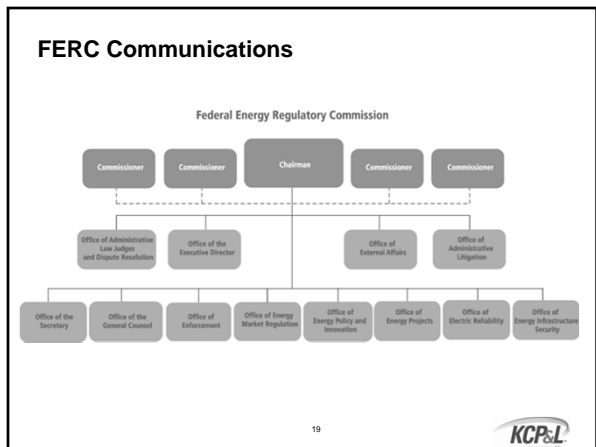 FERC Communications
Federal Energy Regulatory Commission
Commissioner
Commissioner
Chairman
Commissioner
Commissioner
Office of Administrative
Law Judges
and Dispute Resolution
Office of the
Executive Director
Office of
External Affairs
Office of
Administrative
Litigation
Office of the
Secretary
Office of the
General Counsel
Office of
Enforcement
Office of Energy
Market Regulation
Office of
Energy Policy and
Innovation
Office of
Energy Projects
Office of
Electric Reliability
Office of
Energy Infrastructure
Security
19
KCP&L